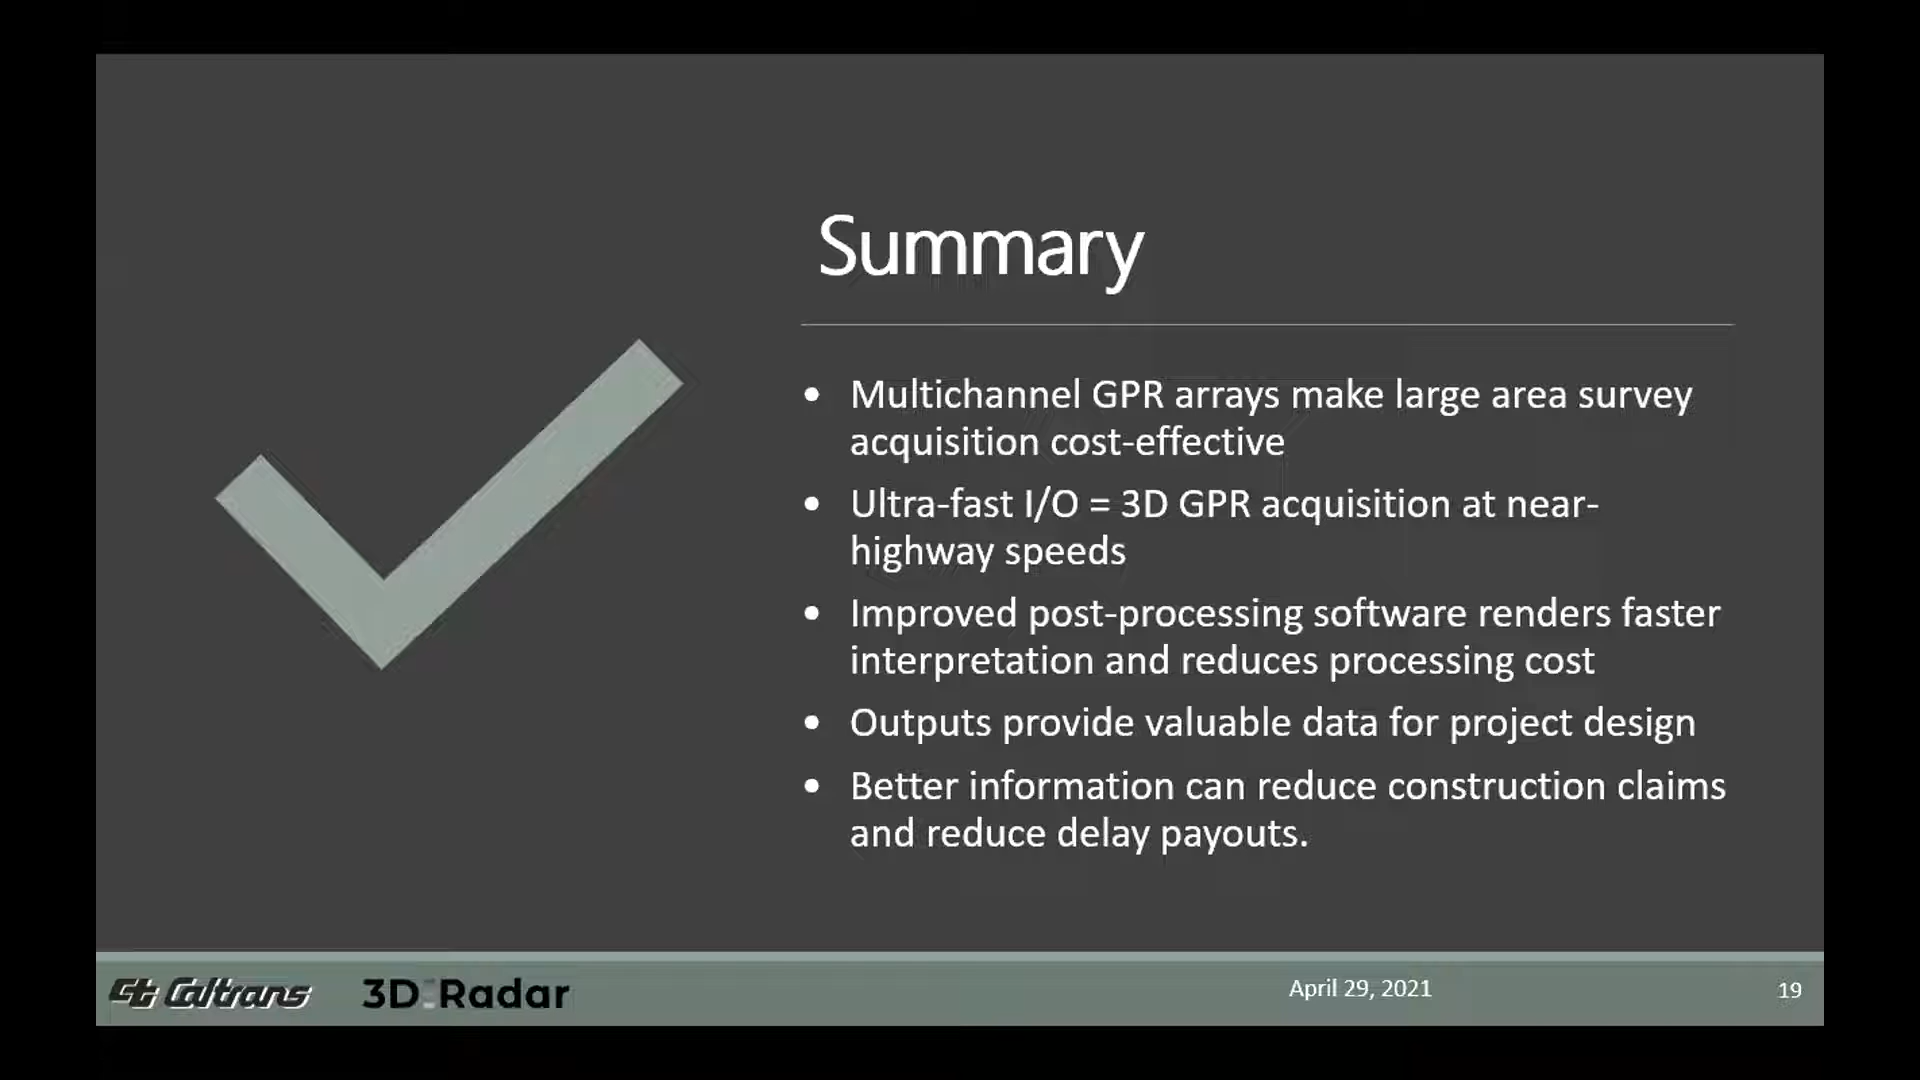 Summary
• Multichannel GPR arrays make large area survey
acquisition cost-effective
• Ultra-fast I/O = 3D GPR acquisition at near-
highway speeds
• Improved post-processing software renders faster
interpretation and reduces processing cost
• Outputs provide valuable data for project design
• Better information can reduce construction claims
and reduce delay payouts.
Ct Caltrans 3D-Radar April 29, 2021 19